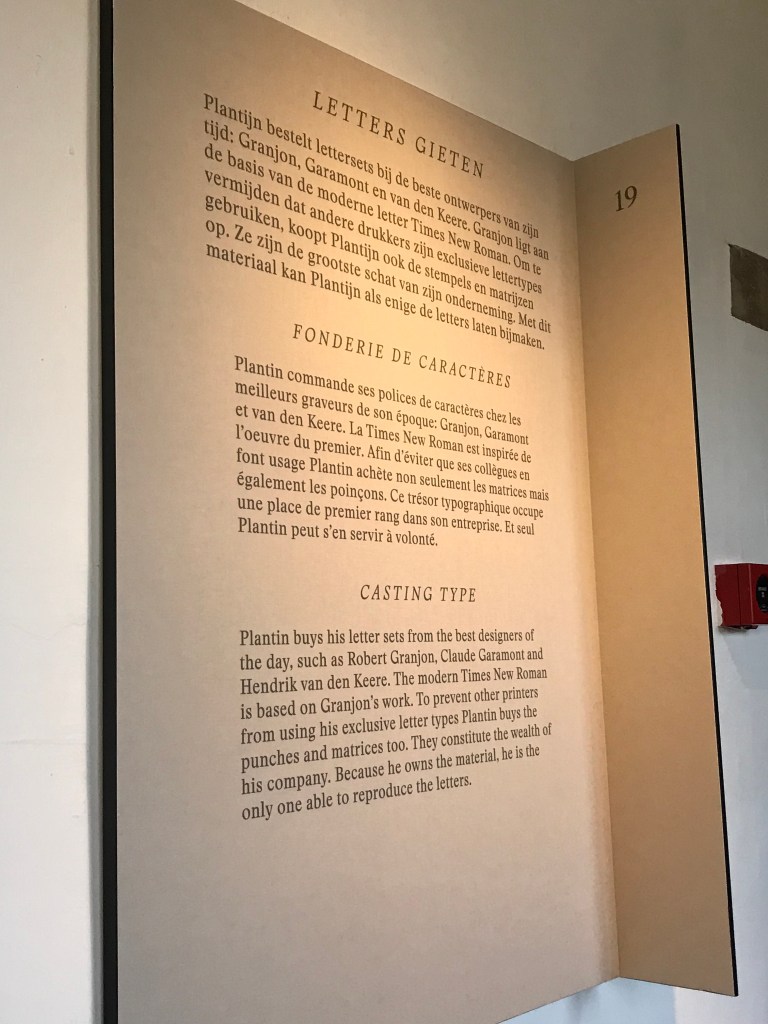 LETTERS GIETEN
Plantijn bestelt lettersets bij de beste ontwerpers van zijn
tijd: Granjon, Garamont en van den Keere. Granjon ligt aan
de basis van de moderne letter Times New Roman. Om te
vermijden dat andere drukkers zijn exclusieve lettertypes
gebruiken, koopt Plantijn ook de stempels en matrijzen
op. Ze zijn de grootste schat van zijn onderneming. Met dit
materiaal kan Plantijn als enige de letters laten bijmaken.
FONDERIE DE CARACTÈRES
Plantin commande ses polices de caractères chez les
meilleurs graveurs de son époque: Granjon, Garamont
et van den Keere. La Times New Roman est inspirée de
l'oeuvre du premier. Afin d'éviter que ses collègues en
font usage Plantin achète non seulement les matrices mais
également les poinçons. Ce trésor typographique occupe
une place de premier rang dans son entreprise. Et seul
Plantin peut s'en servir à volonté.
CASTING TYPE
Plantin buys his letter sets from the best designers of
the day, such as Robert Granjon, Claude Garamont and
Hendrik van den Keere. The modern Times New Roman
is based on Granjon's work. To prevent other printers
from using his exclusive letter types Plantin buys the
punches and matrices too. They constitute the wealth of
his company. Because he owns the material, he is the
only one able to reproduce the letters.
19